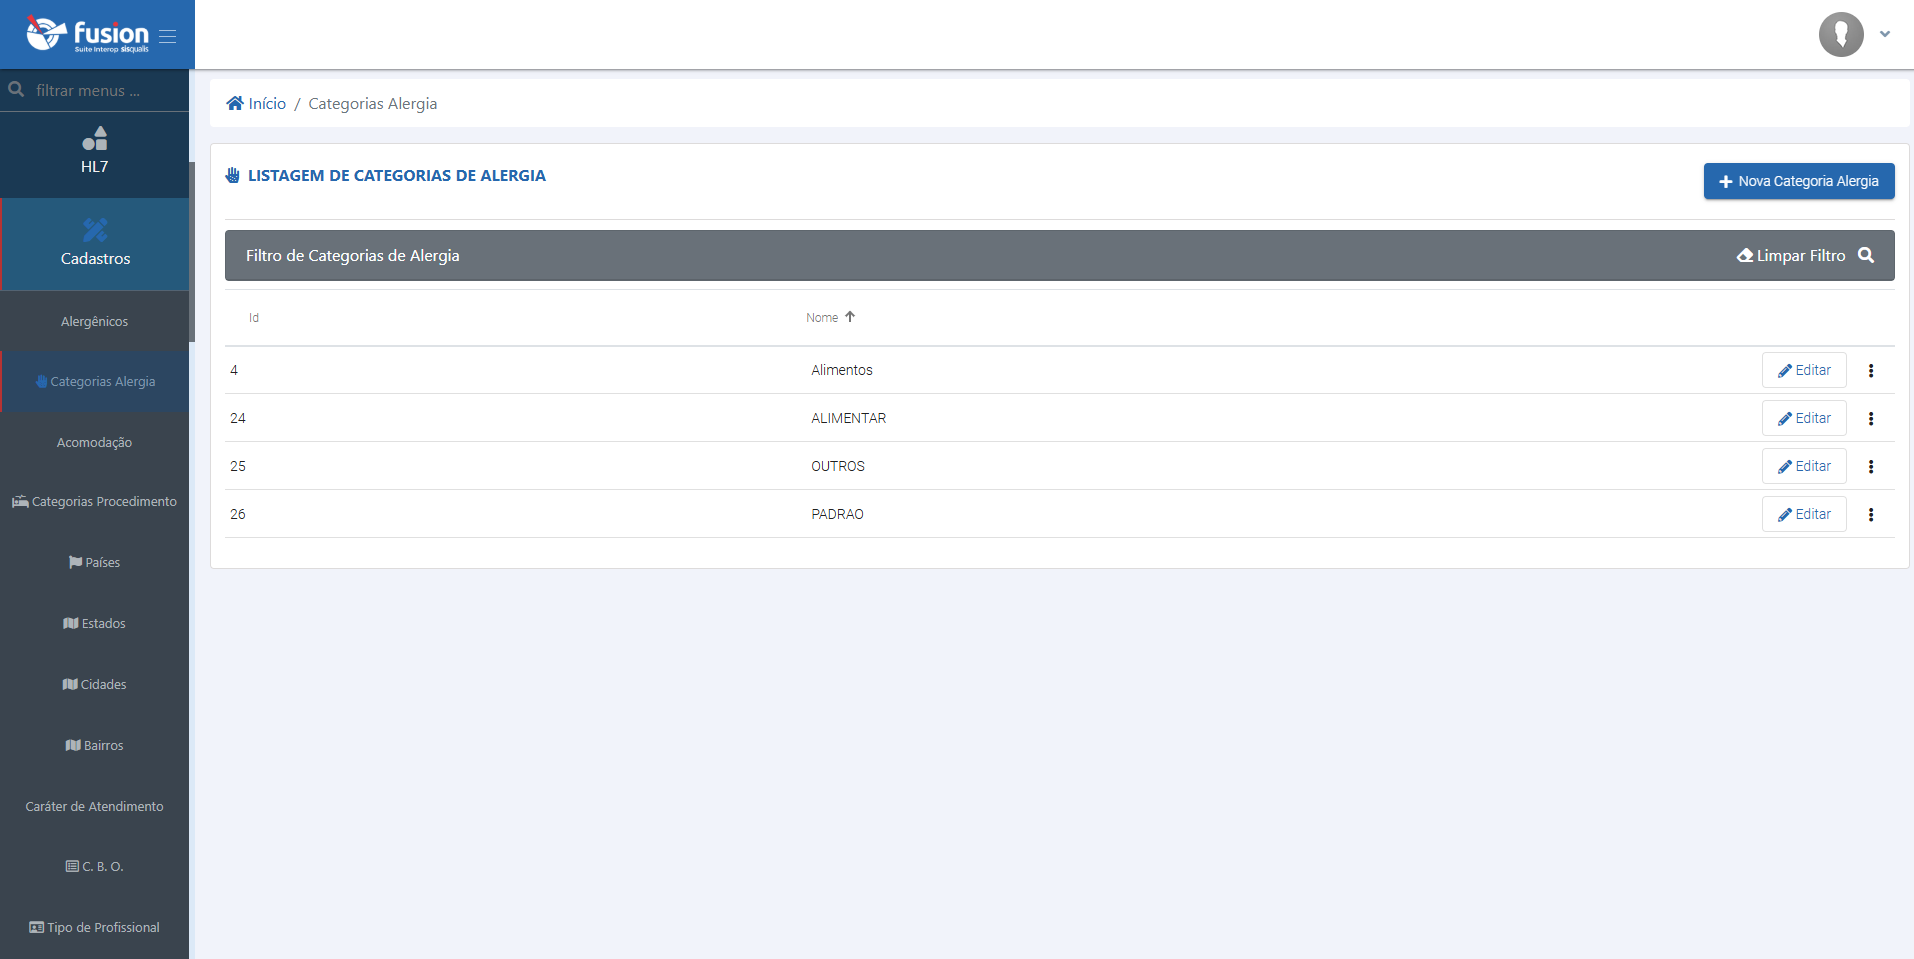 fusion
Suite Interop sisqualis
filtrar menus ...
HL7
Cadastros
Alergênicos
Categorias Alergia
Acomodação
Categorias Procedimento
Países
Estados
Cidades
Bairros
Caráter de Atendimento
C. B. O.
Tipo de Profissional
Início / Categorias Alergia
LISTAGEM DE CATEGORIAS DE ALERGIA
Nova Categoria Alergia
Filtro de Categorias de Alergia
Limpar Filtro
Id Nome
4 Alimentos Editar
24 ALIMENTAR Editar
25 OUTROS Editar
26 PADRAO Editar